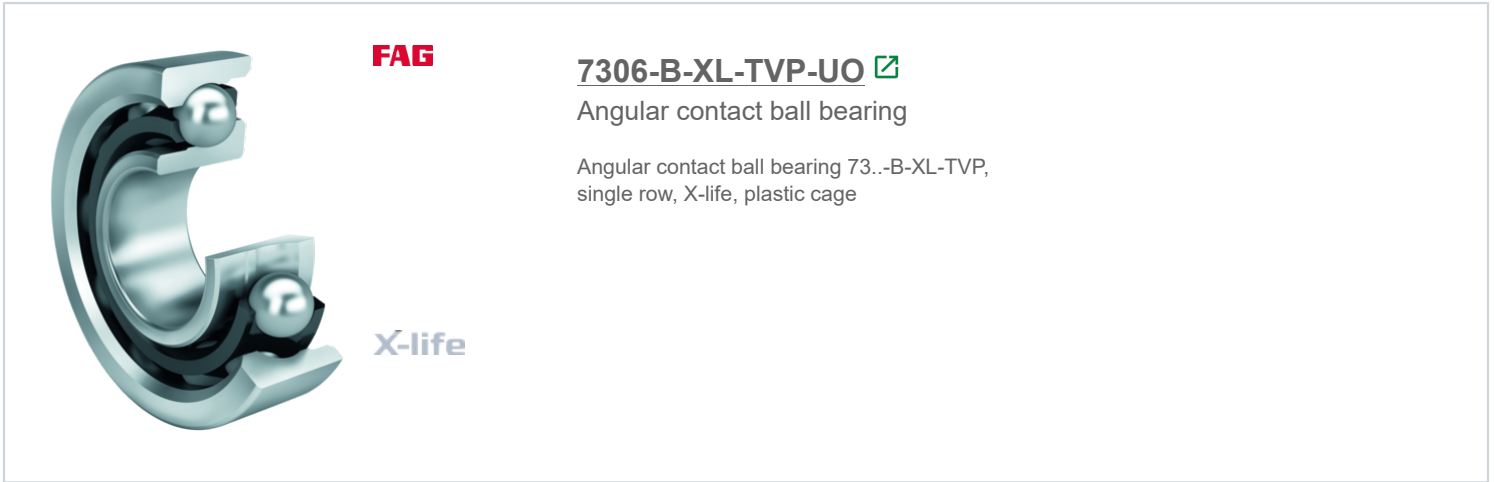 FAG
7306-B-XL-TVP-UO
Angular contact ball bearing
Angular contact ball bearing 73..-B-XL-TVP,
single row, X-life, plastic cage
X-life